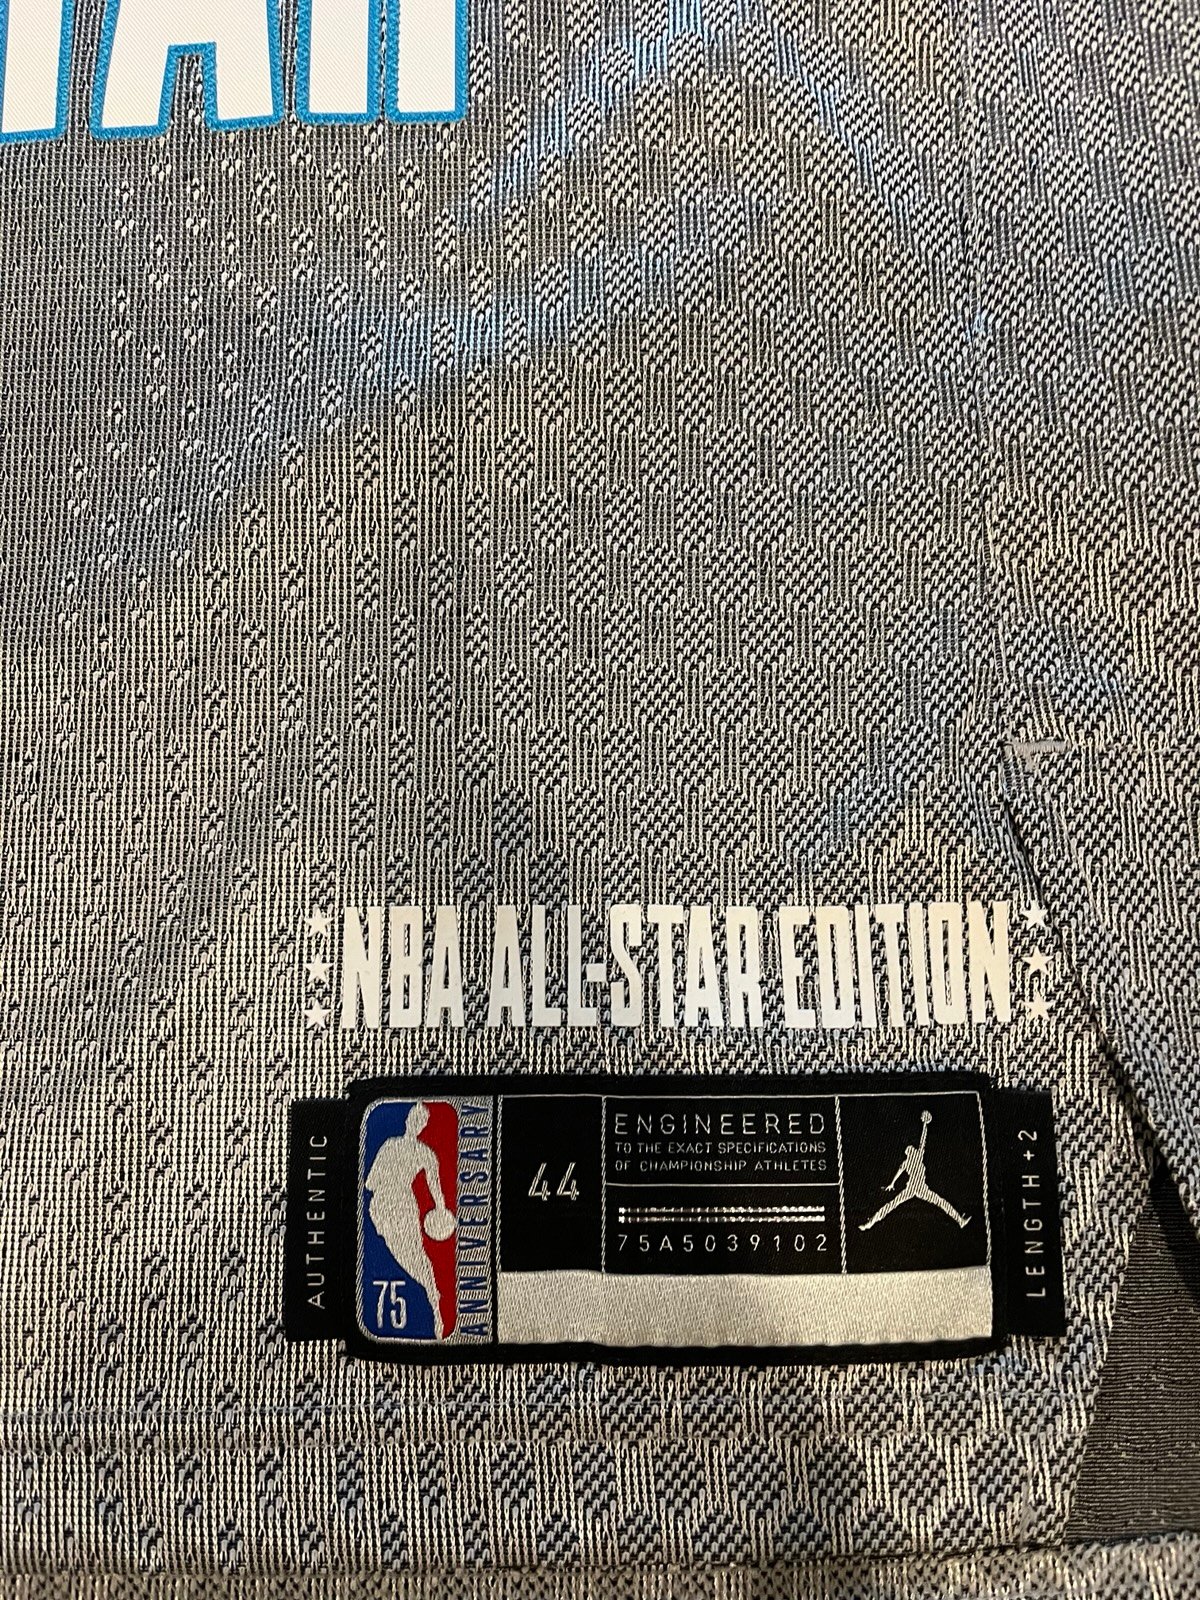 NBA ALL-STAR EDITION
AUTHENTIC
75
ANNIVERSARY
44
ENGINEERED
TO THE EXACT SPECIFICATIONS
OF CHAMPIONSHIP ATHLETES
75A5039102
LENGTH+2